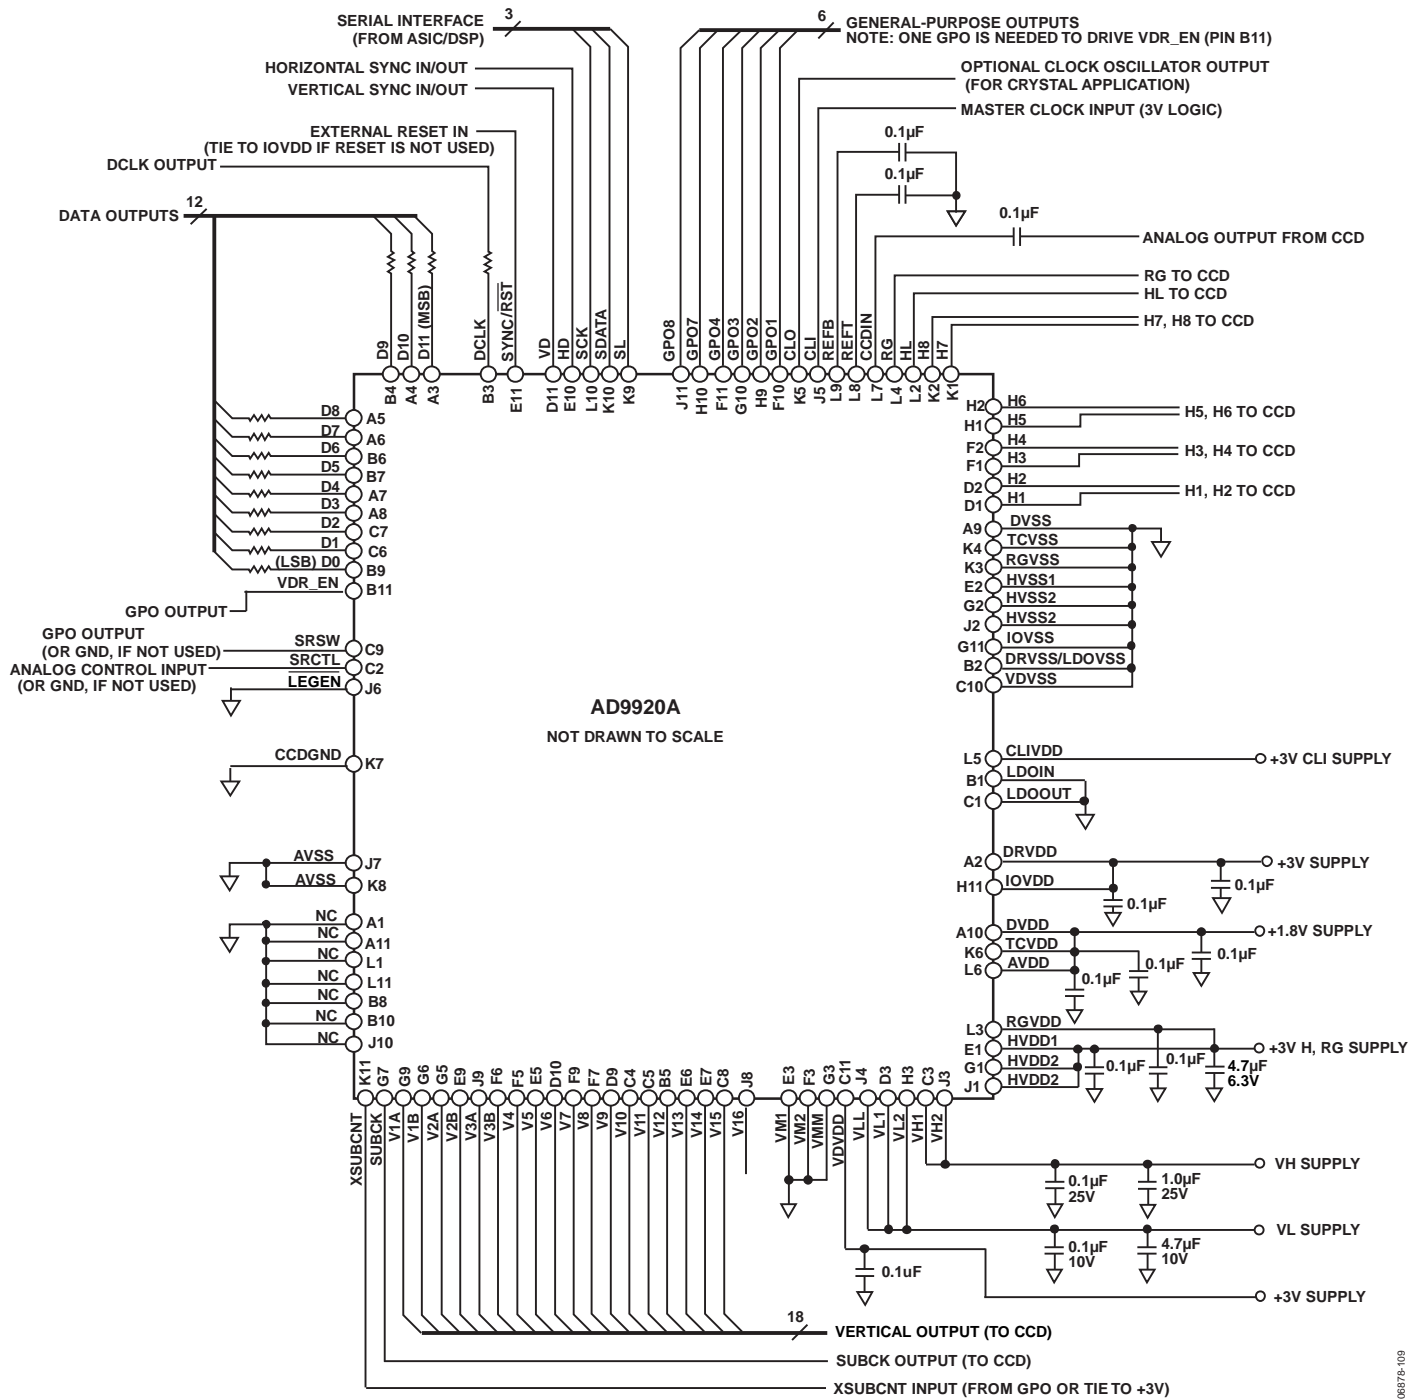 SERIAL INTERFACE
(FROM ASIC/DSP)
3
6
GENERAL-PURPOSE OUTPUTS
NOTE: ONE GPO IS NEEDED TO DRIVE VDR_EN (PIN B11)
HORIZONTAL SYNC IN/OUT
VERTICAL SYNC IN/OUT
OPTIONAL CLOCK OSCILLATOR OUTPUT
(FOR CRYSTAL APPLICATION)
MASTER CLOCK INPUT (3V LOGIC)
EXTERNAL RESET IN
(TIE TO IOVDD IF RESET IS NOT USED)
DCLK OUTPUT
0.1µF
0.1µF
DATA OUTPUTS
12
0.1µF
ANALOG OUTPUT FROM CCD
RG TO CCD
HL TO CCD
H7, H8 TO CCD
D9
D10
D11 (MSB)
DCLK
SYNC/RST
VD
HD
SCK
SDATA
SL
GPO8
GPO7
GPO4
GPO3
GPO2
GPO1
CLO
CLI
REFB
REFT
CCDIN
RG
HL
H8
H7
B4
A4
A3
B3
E11
D11
E10
L10
K10
K9
J11
H10
F11
G10
H9
F10
K5
J5
L9
L8
L7
L4
L2
K2
K1
D8
A5
D7
A6
D6
B6
D5
B7
D4
A7
D3
A8
D2
C7
D1
C6
(LSB) D0
B9
VDR_EN
B11
GPO OUTPUT
GPO OUTPUT
(OR GND, IF NOT USED)
SRSW
C9
ANALOG CONTROL INPUT
(OR GND, IF NOT USED)
SRCTL
C2
LEGEN
J6
CCDGND
K7
AVSS
J7
AVSS
K8
NC
A1
NC
A11
NC
L1
NC
L11
NC
B8
NC
B10
NC
J10
AD9920A
NOT DRAWN TO SCALE
H2
H6
H1
H5
H5, H6 TO CCD
F2
H4
F1
H3
H3, H4 TO CCD
D2
H2
D1
H1
H1, H2 TO CCD
A9
DVSS
K4
TCVSS
K3
RGVSS
E2
HVSS1
G2
HVSS2
J2
HVSS2
G11
IOVSS
B2
DRVSS/LDOVSS
C10
VDVSS
L5
CLIVDD
+3V CLI SUPPLY
B1
LDOIN
C1
LDOOUT
A2
DRVDD
+3V SUPPLY
H11
IOVDD
0.1µF
0.1µF
A10
DVDD
+1.8V SUPPLY
K6
TCVDD
L6
AVDD
0.1µF
0.1µF
0.1µF
L3
RGVDD
E1
HVDD1
+3V H, RG SUPPLY
G1
HVDD2
J1
HVDD2
0.1µF
0.1µF
4.7µF
6.3V
K11
G7
G9
G6
G5
E9
J9
F6
F5
E5
D10
F9
F7
D9
C4
C5
B5
E6
E7
C8
J8
E3
F3
G3
C11
J4
D3
H3
C3
J3
XSUBCNT
SUBCK
V1A
V1B
V2A
V2B
V3A
V3B
V4
V5
V6
V7
V8
V9
V10
V11
V12
V13
V14
V15
V16
VM1
VM2
VMM
VDVDD
VLL
VL1
VL2
VH1
VH2
VH SUPPLY
0.1µF
25V
1.0µF
25V
VL SUPPLY
0.1µF
10V
4.7µF
10V
0.1uF
+3V SUPPLY
18
VERTICAL OUTPUT (TO CCD)
SUBCK OUTPUT (TO CCD)
XSUBCNT INPUT (FROM GPO OR TIE TO +3V)
06878-109